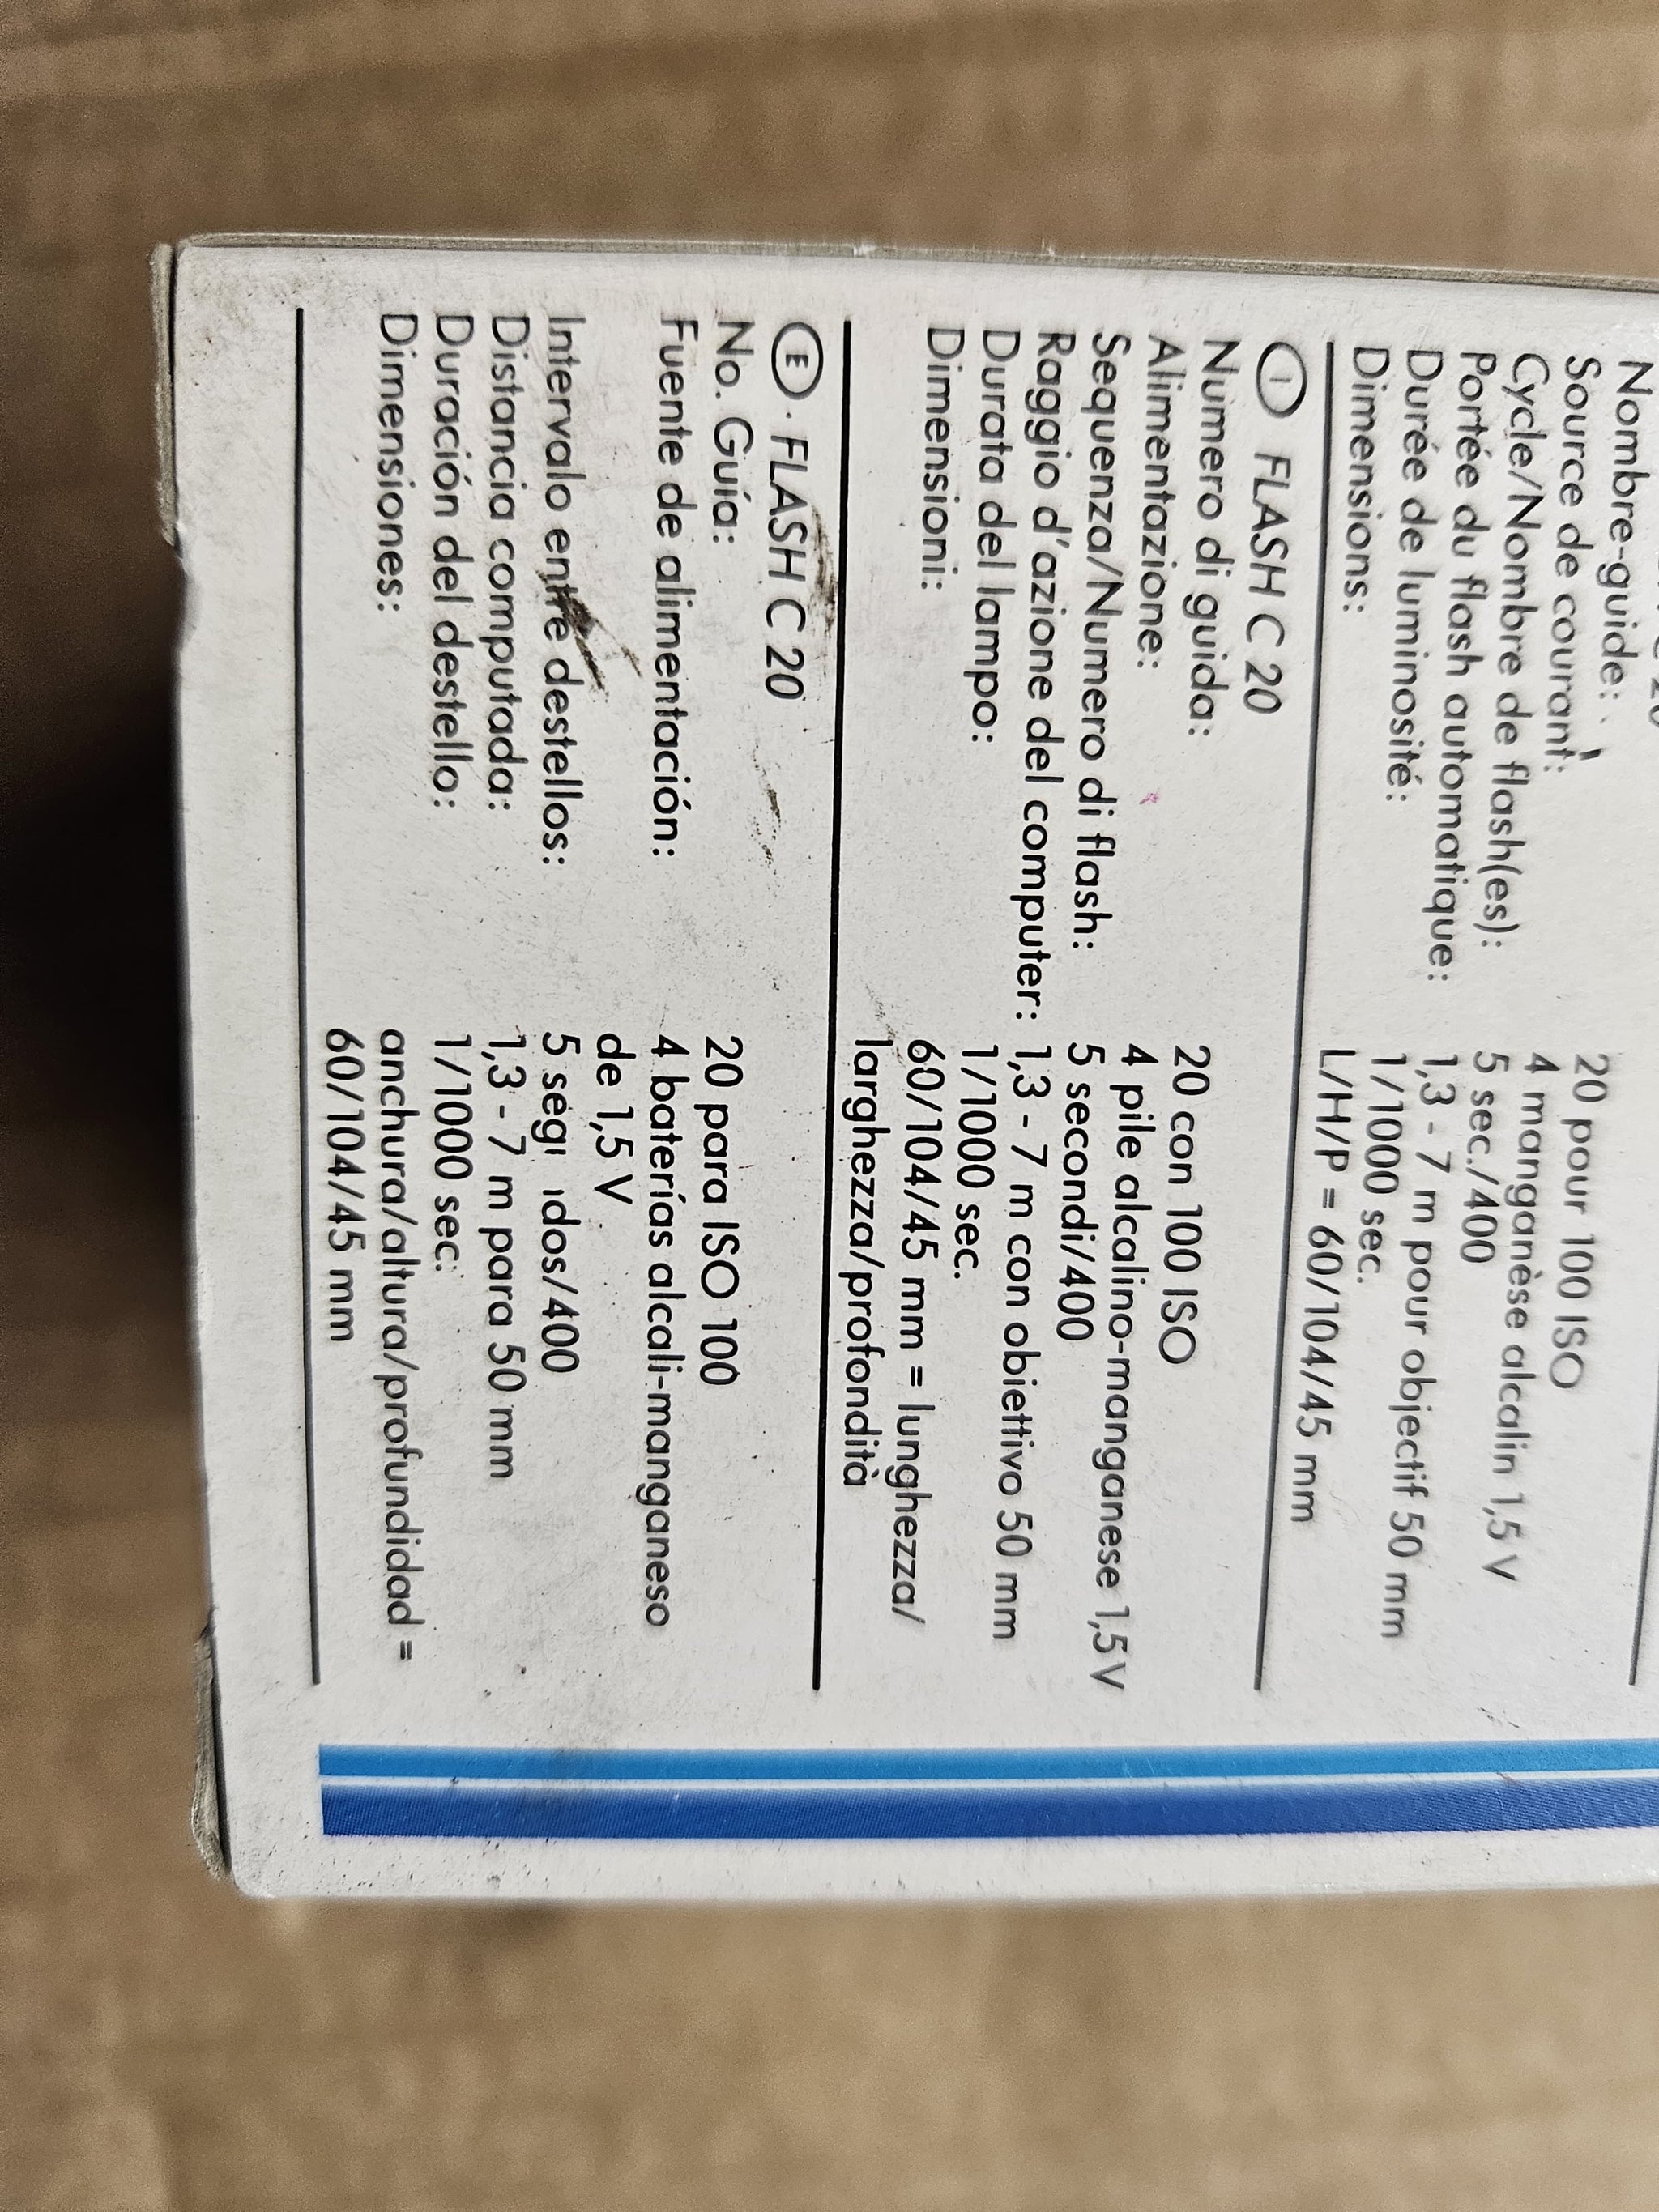 Nombre-guide: 20 pour 100 ISO
Source de courant: 4 manganèse alcalin 1,5 V
Cycle/Nombre de flash(es): 5 sec./400
Portée du flash automatique: 1,3 - 7 m pour objectif 50 mm
Durée de luminosité: 1/1000 sec.
Dimensions: L/H/P = 60/104/45 mm
I FLASH C 20
Numero di guida: 20 con 100 ISO
Alimentazione: 4 pile alcalino-manganese 1,5 V
Sequenza/Numero di flash: 5 secondi/400
Raggio d'azione del computer: 1,3 - 7 m con obiettivo 50 mm
Durata del lampo: 1/1000 sec.
Dimensioni: 60/104/45 mm = lunghezza/
larghezza/profondità
E FLASH C 20
No. Guía: 20 para ISO 100
Fuente de alimentación: 4 baterías alcali-manganeso
de 1,5 V
Intervalo entre destellos: 5 segundos/400
Distancia computada: 1,3 - 7 m para 50 mm
Duración del destello: 1/1000 sec.
Dimensiones: anchura/altura/profundidad =
60/104/45 mm